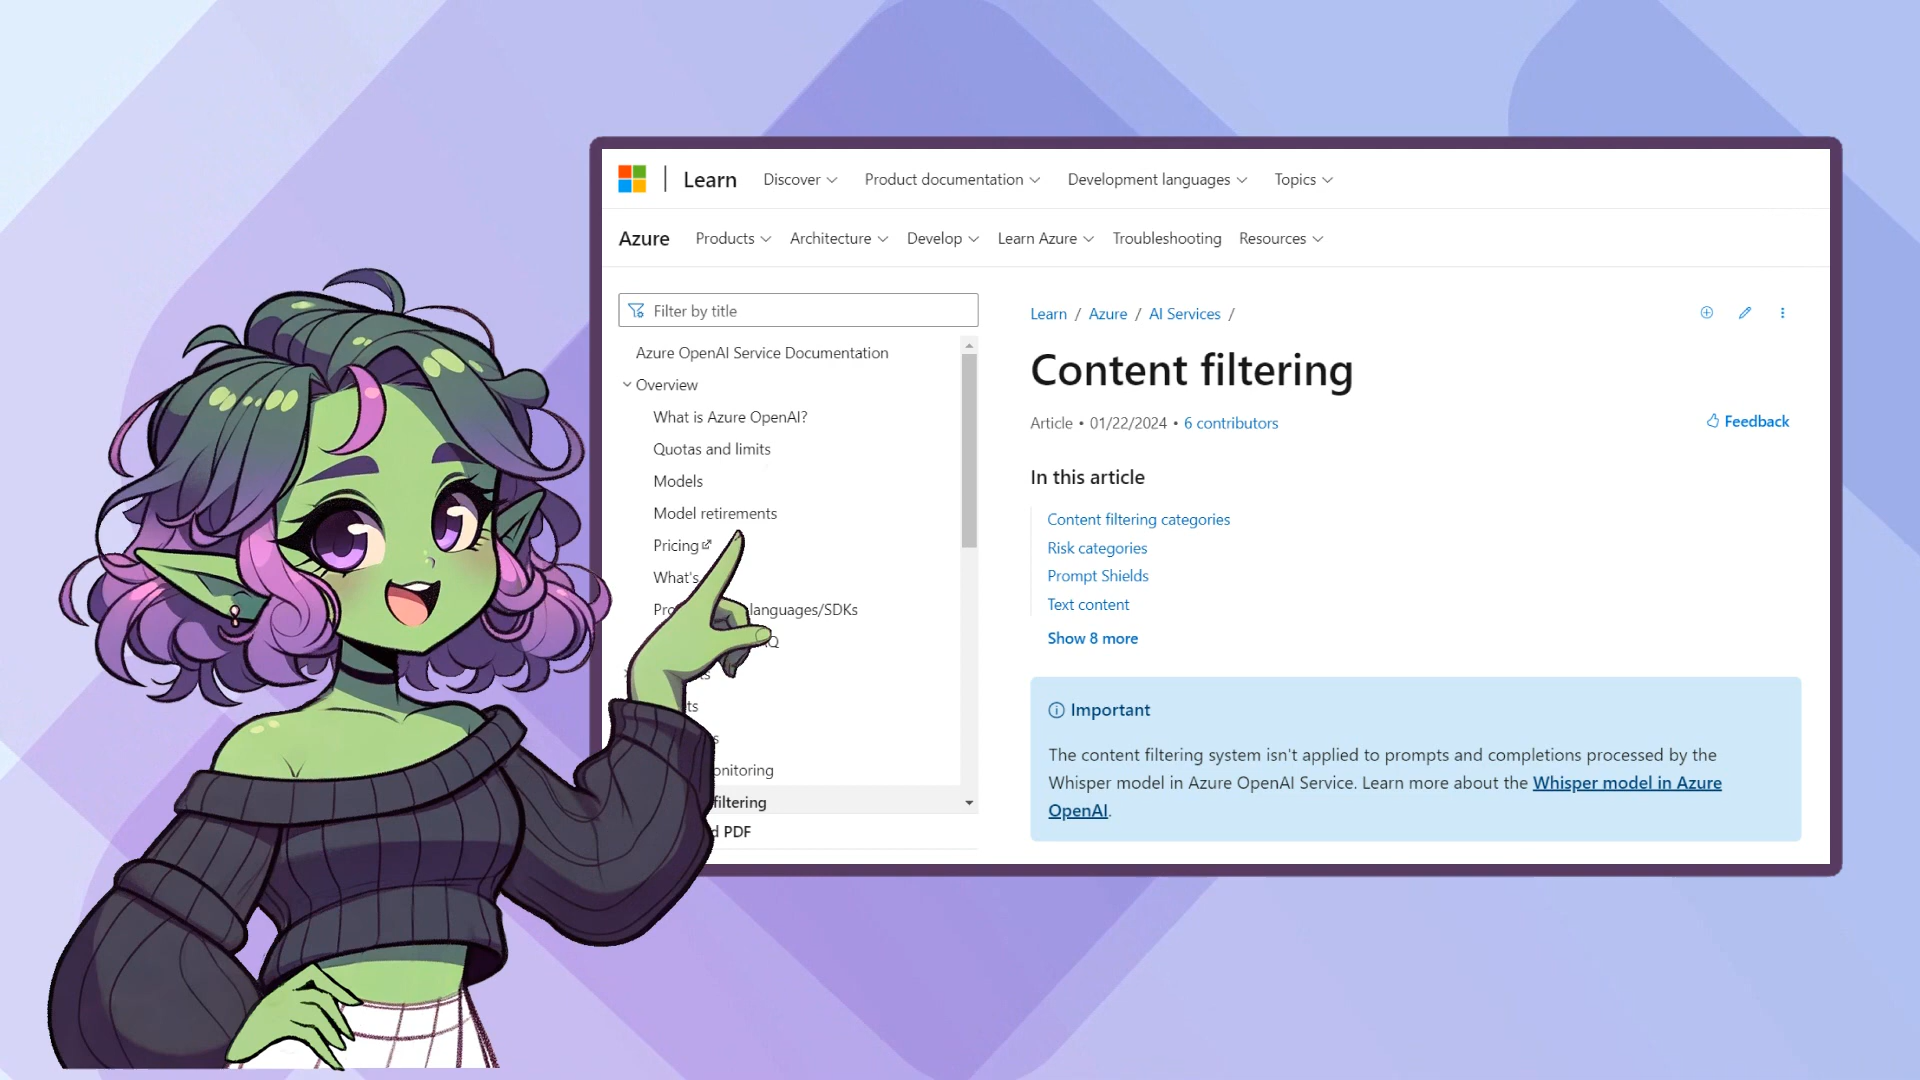 Learn Discover Product documentation Development languages Topics
Azure Products Architecture Develop Learn Azure Troubleshooting Resources
Filter by title
Azure OpenAI Service Documentation
Overview
What is Azure OpenAI?
Quotas and limits
Models
Model retirements
Pricing
What's
languages/SDKs
onitoring
filtering
PDF
Learn / Azure / AI Services /
Content filtering
Article • 01/22/2024 • 6 contributors
Feedback
In this article
Content filtering categories
Risk categories
Prompt Shields
Text content
Show 8 more
Important
The content filtering system isn't applied to prompts and completions processed by the
Whisper model in Azure OpenAI Service. Learn more about the Whisper model in Azure
OpenAI.